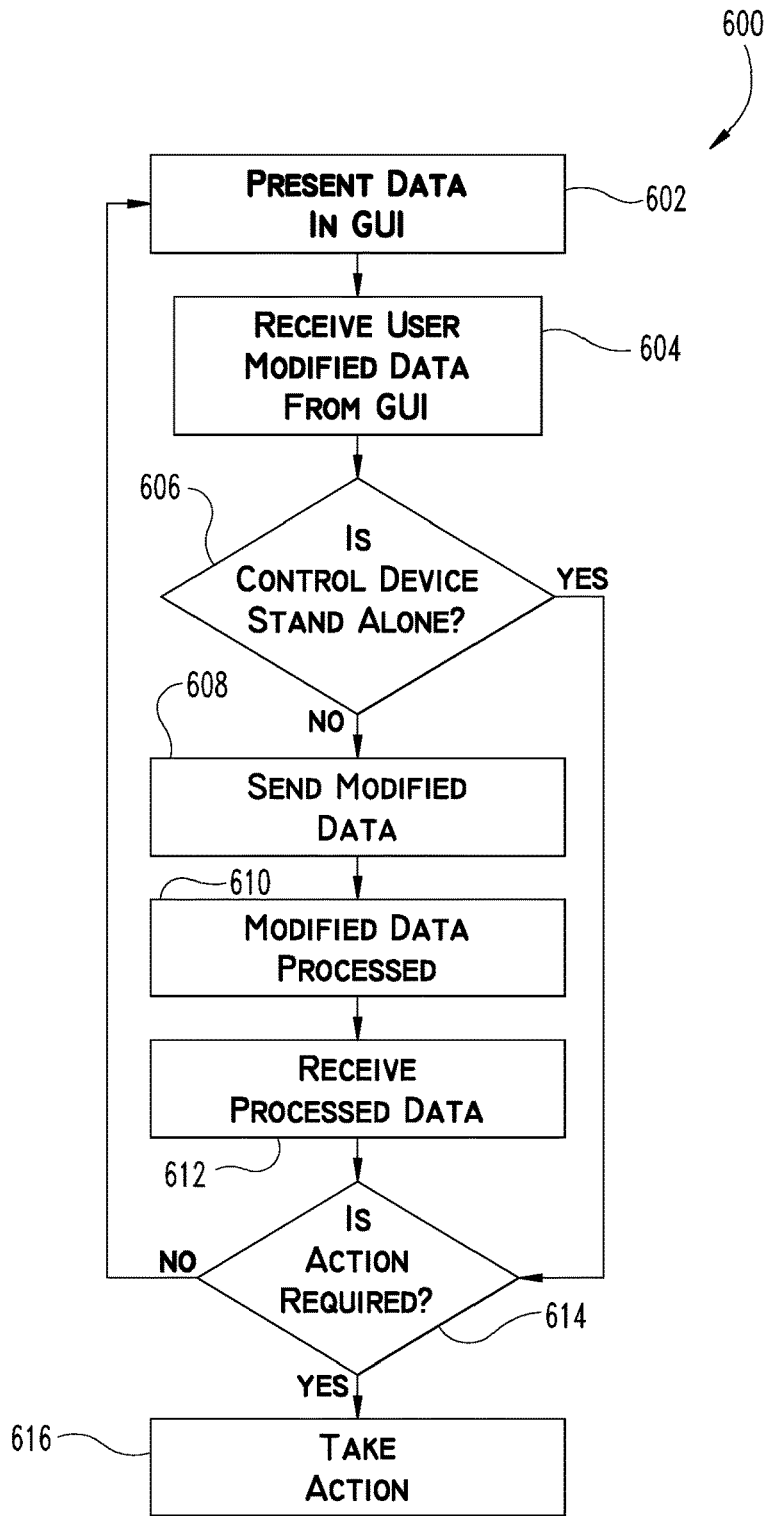 600
PRESENT DATA
IN GUI
602
RECEIVE USER
MODIFIED DATA
FROM GUI
604
606
IS
CONTROL DEVICE
STAND ALONE?
YES
608
NO
SEND MODIFIED
DATA
610
MODIFIED DATA
PROCESSED
RECEIVE
PROCESSED DATA
612
IS
ACTION
REQUIRED?
NO
614
YES
616
TAKE
ACTION